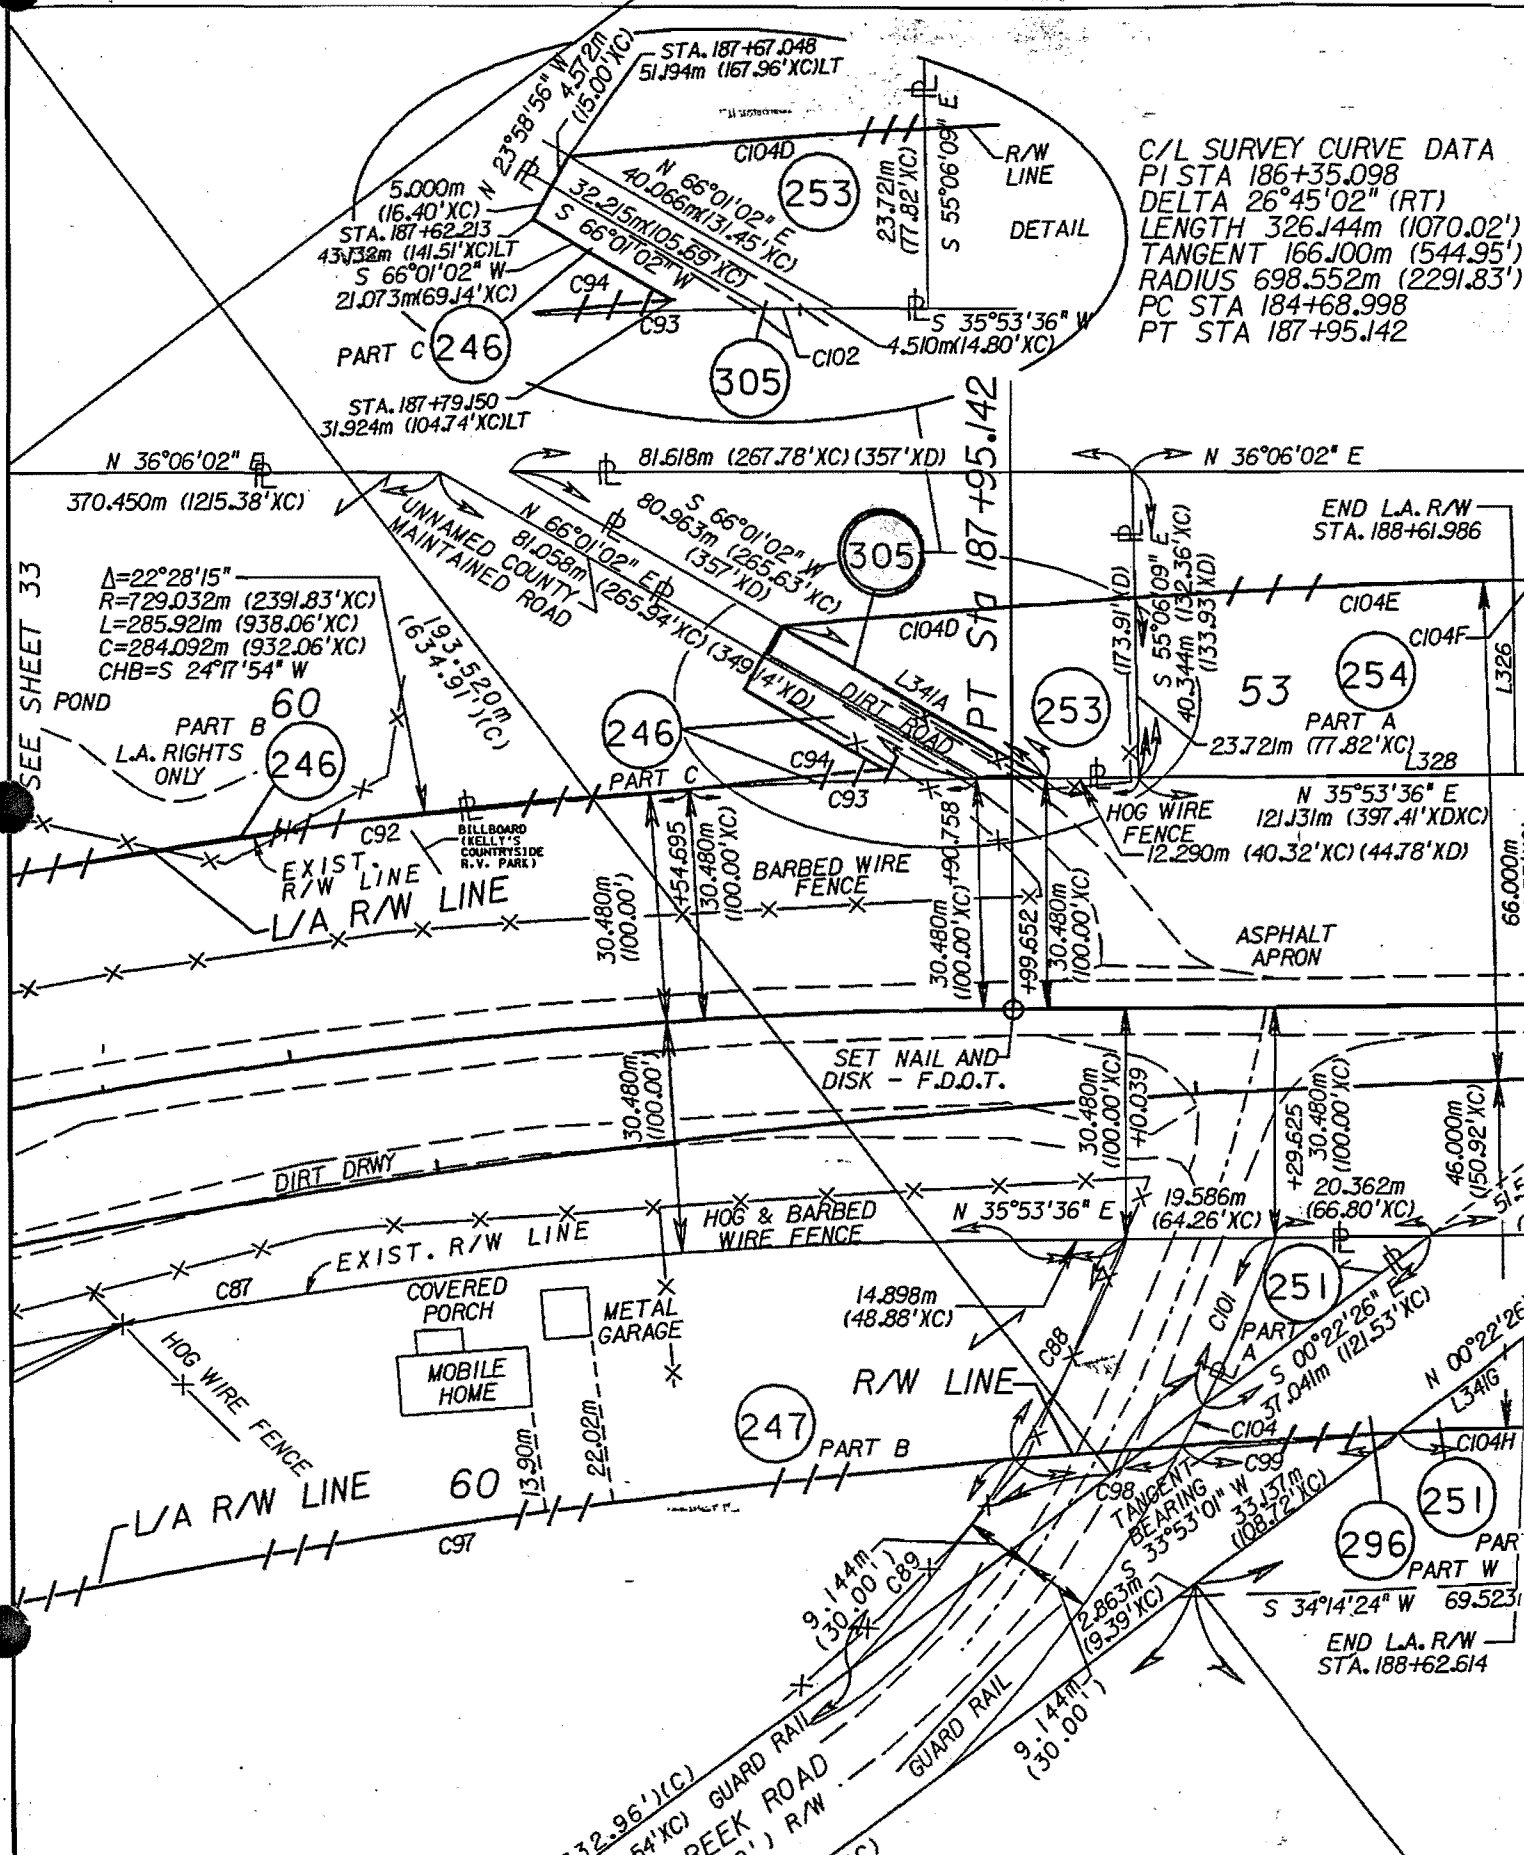 STA. 187+67.048
51.194m (167.96'XC)LT
N 23°58'56" W
4.572m
(15.00'XC)
5.000m
(16.40'XC)
STA. 187+62.213
43.132m (141.51'XC)LT
S 66°01'02" W
21.073m(69.14'XC)
C104D
253
N 66°01'02" E
40.066m(131.45'XC)
32.215m(105.69'XC)
S 66°01'02" W
23.721m
(77.82'XC)
S 55°06'09" E
R/W
LINE
DETAIL
C94
C93
PART C
246
305
C102
S 35°53'36" W
4.510m(14.80'XC)
STA. 187+79.150
31.924m (104.74'XC)LT
C/L SURVEY CURVE DATA
PI STA 186+35.098
DELTA 26°45'02" (RT)
LENGTH 326.144m (1070.02')
TANGENT 166.100m (544.95')
RADIUS 698.552m (2291.83')
PC STA 184+68.998
PT STA 187+95.142
N 36°06'02" E
370.450m (1215.38'XC)
81.618m (267.78'XC)(357'XD)
N 36°06'02" E
PT Sta 187+95.142
END L.A. R/W
STA. 188+61.986
UNNAMED COUNTY
MAINTAINED ROAD
N 66°01'02" E
81.058m
(265.94'XC)(349.14'XD)
S 66°01'02" W
80.963m (265.63'XC)
(357'XD)
305
SEE SHEET 33
Δ=22°28'15"
R=729.032m (2391.83'XC)
L=285.921m (938.06'XC)
C=284.092m (932.06'XC)
CHB=S 24°17'54" W
193.520m
(634.91')(C)
C104D
(173.91'XD)
S 55°06'09" E
40.344m (132.36'XC)
(133.93'XD)
C104E
C104F
L326
254
53
PART A
23.721m (77.82'XC)
L328
POND
60
PART B
L.A. RIGHTS
ONLY
246
246
L341A
DIRT ROAD
253
PART C
C94
C93
N 35°53'36" E
121.131m (397.41'XDXC)
HOG WIRE
FENCE
12.290m (40.32'XC)(44.78'XD)
C92
EXIST.
R/W LINE
BILLBOARD
(KELLY'S
COUNTRYSIDE
R.V. PARK)
L/A R/W LINE
30.480m
(100.00')
+54.695
30.480m
(100.00'XC)
BARBED WIRE
FENCE
+90.758
30.480m
(100.00'XC)
+99.652
30.480m
(100.00'XC)
66.000m
ASPHALT
APRON
SET NAIL AND
DISK - F.D.O.T.
30.480m
(100.00')
30.480m
(100.00'XC)
+10.039
+29.625
30.480m
(100.00'XC)
46.000m
(150.92'XC)
DIRT DRWY
N 35°53'36" E
19.586m
(64.26'XC)
20.362m
(66.80'XC)
HOG & BARBED
WIRE FENCE
EXIST. R/W LINE
C87
COVERED
PORCH
METAL
GARAGE
MOBILE
HOME
14.898m
(48.88'XC)
C88
C101
251
PART
A
S 00°22'26" E
37.041m (121.53'XC)
N 00°22'26"
L341G
HOG WIRE FENCE
R/W LINE
247
PART B
13.90m
22.02m
C104
C99
C104H
C98
TANGENT
BEARING
S 33°53'01" W
33.137m
(108.72'XC)
L/A R/W LINE
60
C97
251
296
PART W
S 34°14'24" W
69.523
9.144m
(30.00')
C89
2.863m
(9.39'XC)
END L.A. R/W
STA. 188+62.614
GUARD RAIL
GUARD RAIL
9.144m
(30.00')
32.96')(C)
54'XC)
REEK ROAD
') R/W